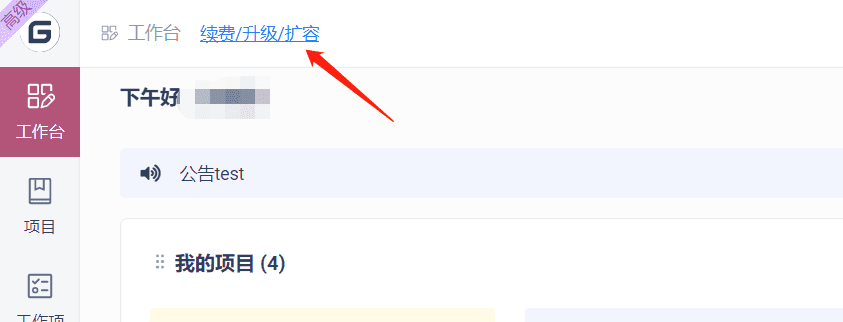 高级
G
工作台 续费/升级/扩容
工作台
下午好
公告test
项目
我的项目 (4)
工作项